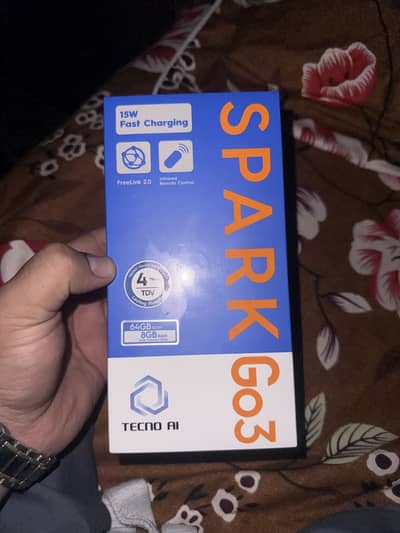 15W
Fast Charging
FreeLink 2.0
Infrared
Remote Control
SPARK Go3
4
TÜV
64GB
8GB
TECNO AI